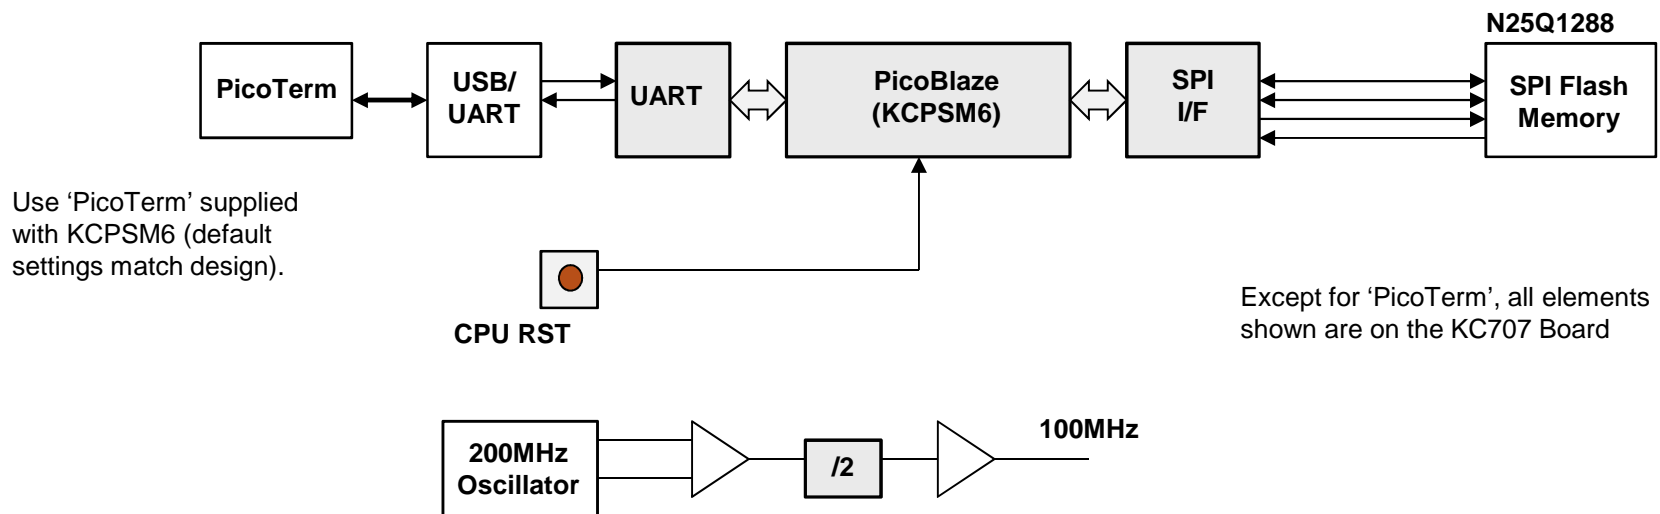 N25Q1288
PicoTerm
USB/
UART
UART
PicoBlaze
(KCPSM6)
SPI
I/F
SPI Flash
Memory
Use ‘PicoTerm’ supplied
with KCPSM6 (default
settings match design).
CPU RST
Except for ‘PicoTerm’, all elements
shown are on the KC707 Board
200MHz
Oscillator
/2
100MHz